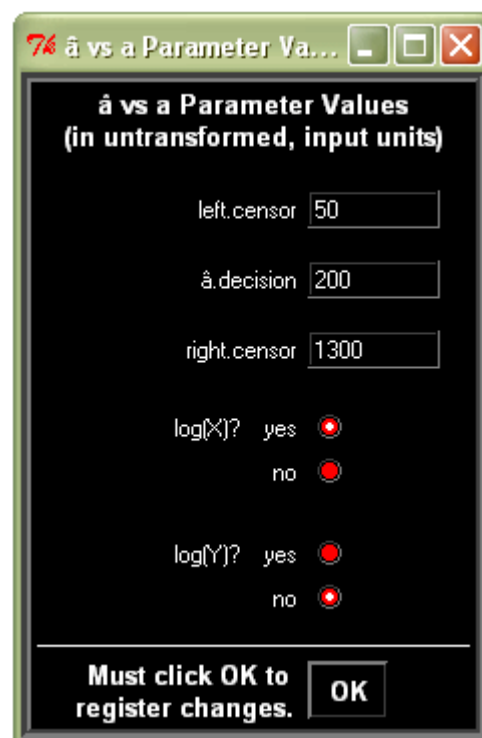 â vs a Parameter Va...
â vs a Parameter Values
(in untransformed, input units)
left.censor 50
â.decision 200
right.censor 1300
log(X)? yes
no
log(Y)? yes
no
Must click OK to
register changes.
OK